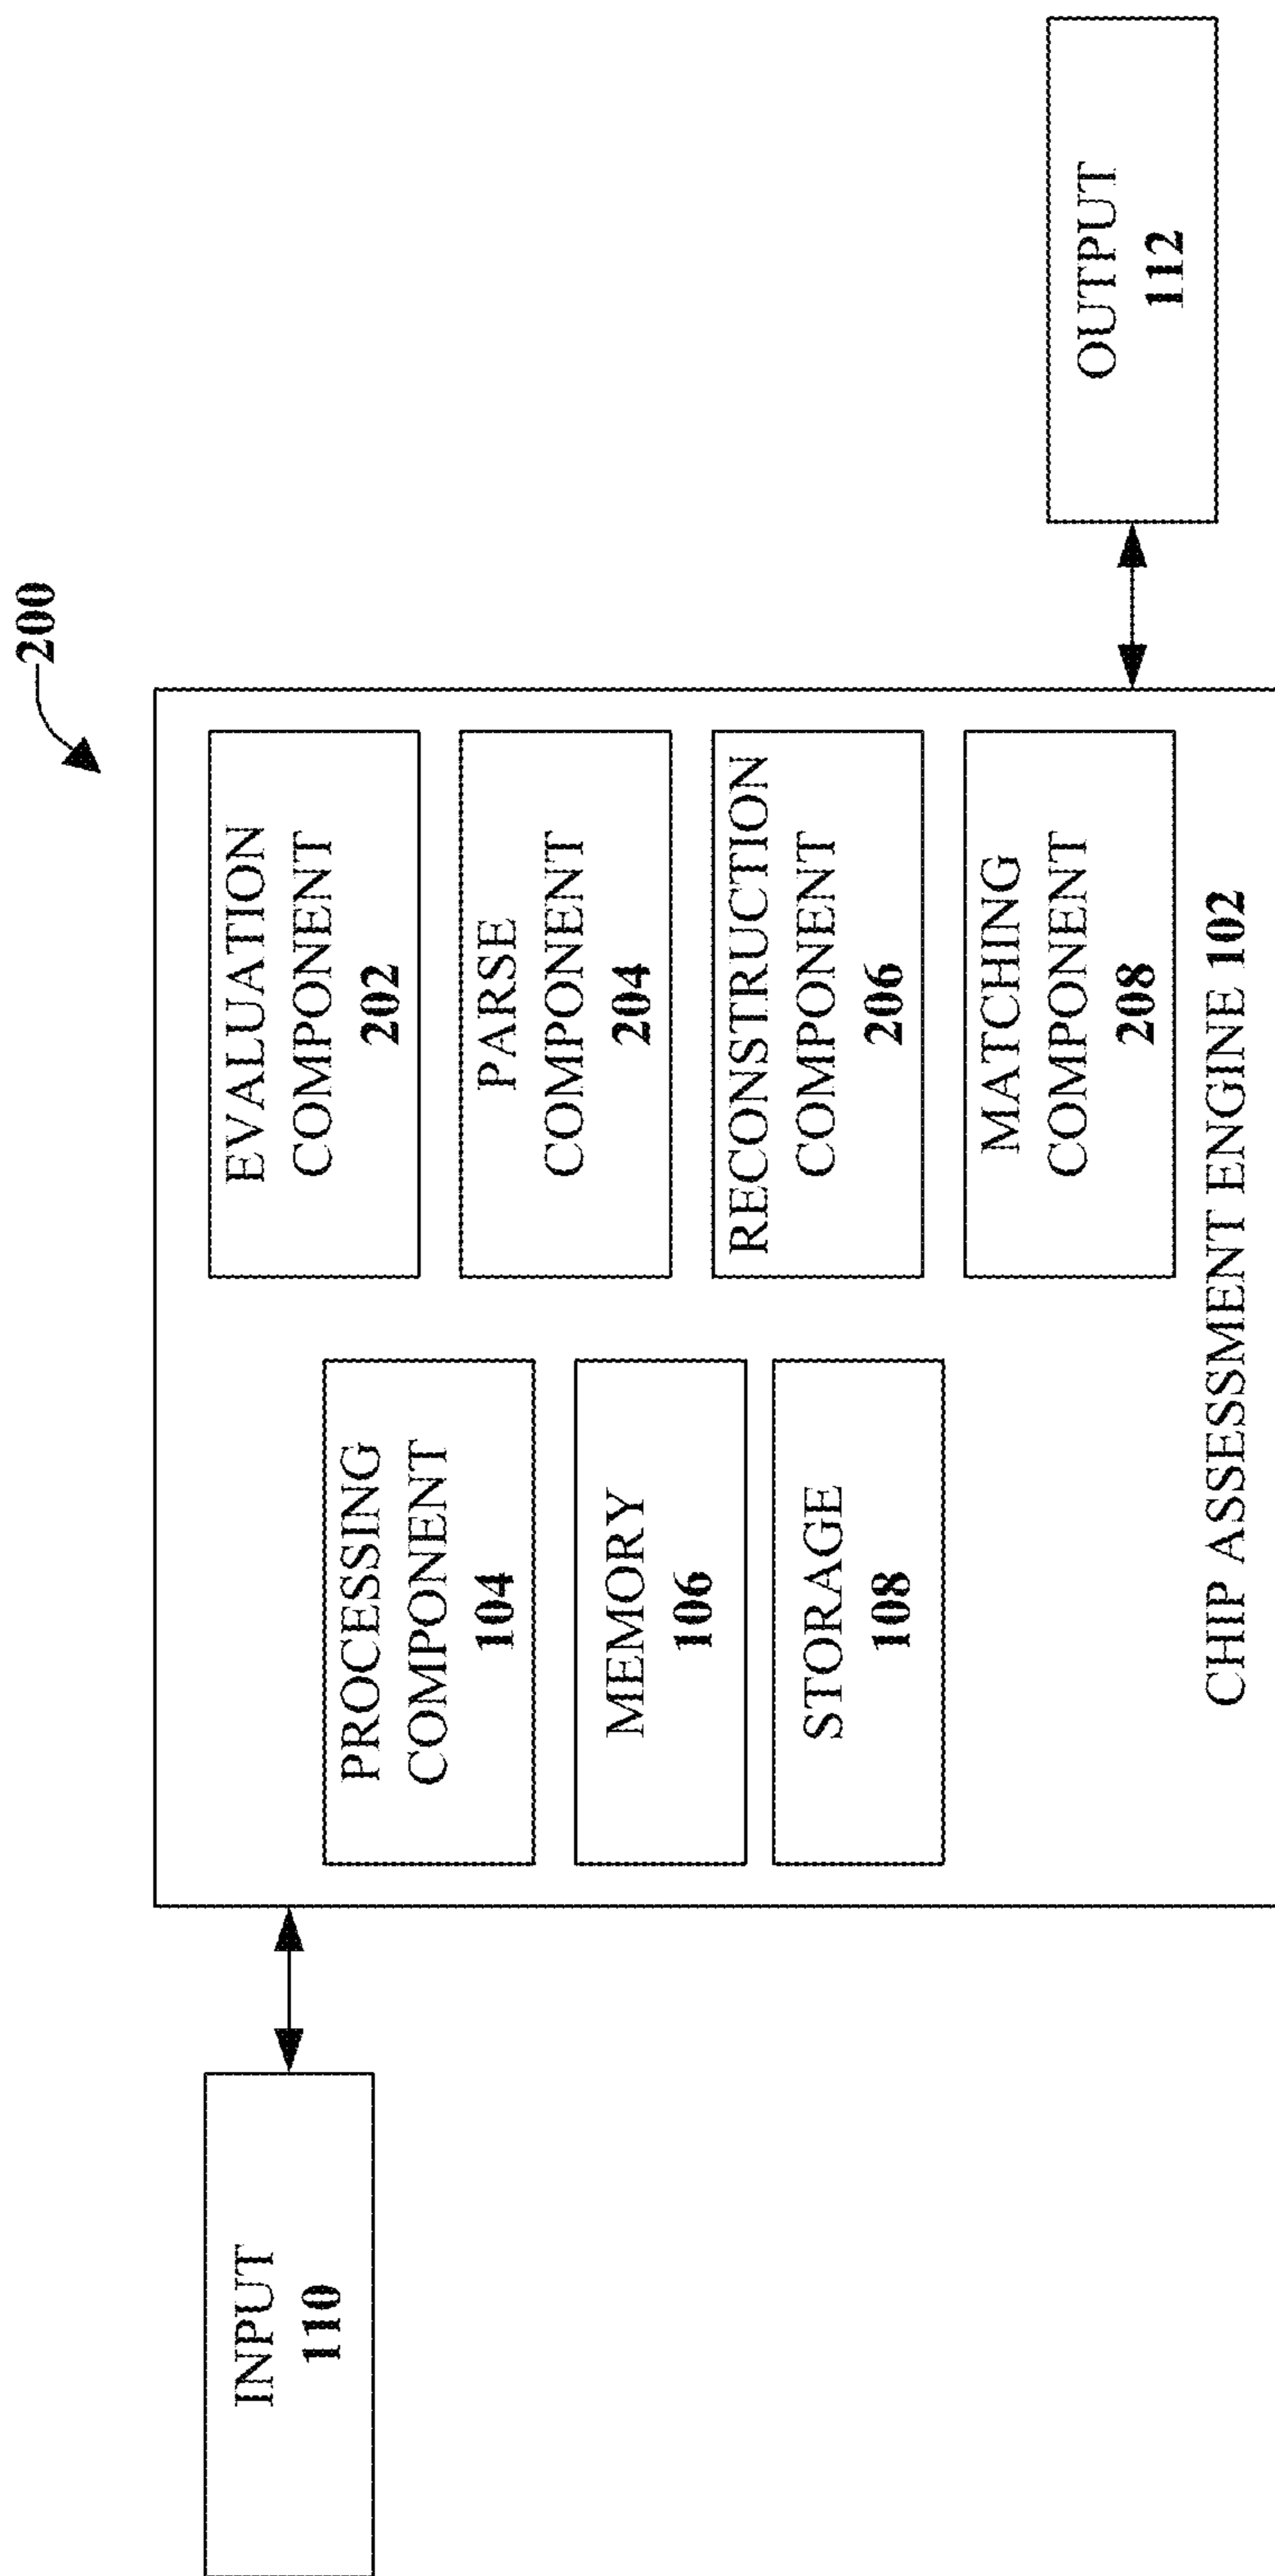 200
INPUT
110
PROCESSING
COMPONENT
104
MEMORY
106
STORAGE
108
EVALUATION
COMPONENT
202
PARSE
COMPONENT
204
RECONSTRUCTION
COMPONENT
206
MATCHING
COMPONENT
208
CHIP ASSESSMENT ENGINE 102
OUTPUT
112